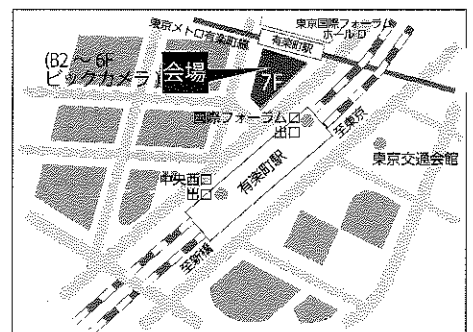 東京メトロ有楽町線
有楽町駅
東京国際フォーラム
ホール口
(B2 ～ 6F
ビックカメラ)
会場
7F
国際フォーラム口
出口
至東京
東京交通会館
中央西口
出口
有楽町駅
至新橋